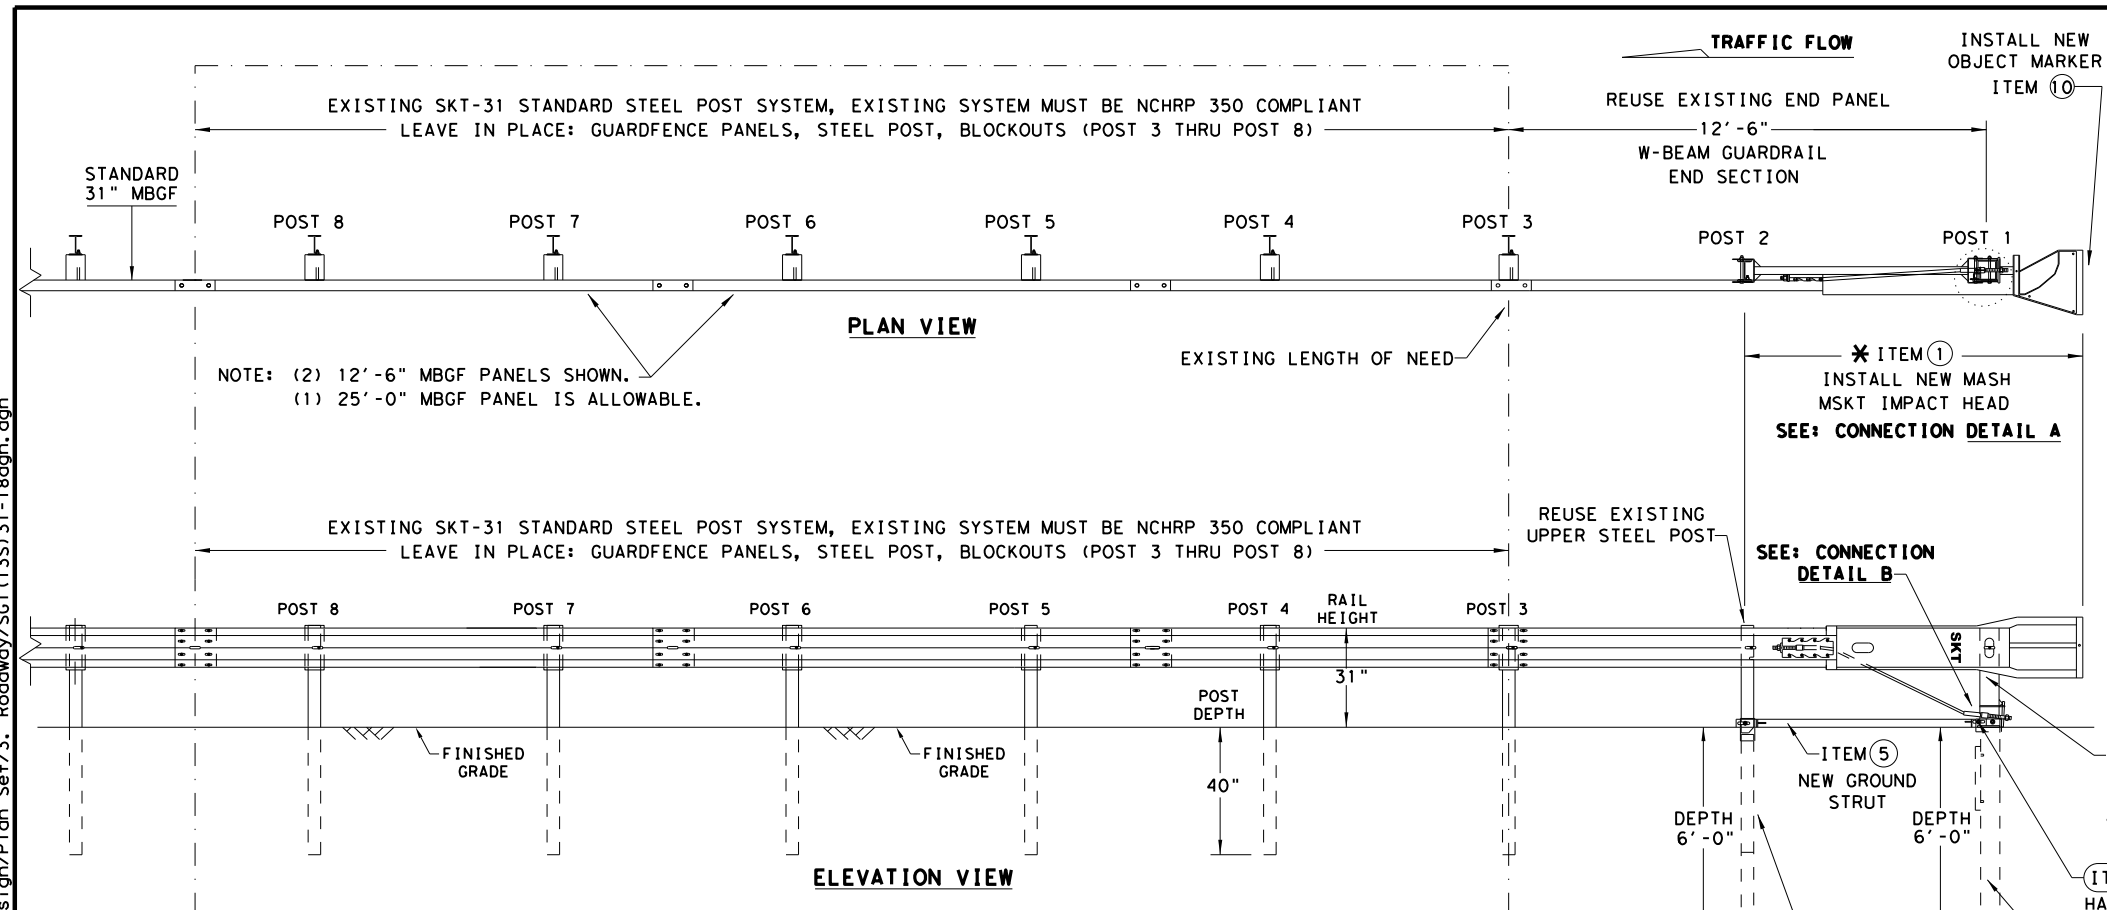 TRAFFIC FLOW
INSTALL NEW
OBJECT MARKER
ITEM 10
EXISTING SKT-31 STANDARD STEEL POST SYSTEM, EXISTING SYSTEM MUST BE NCHRP 350 COMPLIANT
LEAVE IN PLACE: GUARDFENCE PANELS, STEEL POST, BLOCKOUTS (POST 3 THRU POST 8)
REUSE EXISTING END PANEL
12'-6"
W-BEAM GUARDRAIL
END SECTION
STANDARD
31" MBGF
POST 8
POST 7
POST 6
POST 5
POST 4
POST 3
POST 2
POST 1
PLAN VIEW
NOTE: (2) 12'-6" MBGF PANELS SHOWN.
(1) 25'-0" MBGF PANEL IS ALLOWABLE.
EXISTING LENGTH OF NEED
* ITEM 1
INSTALL NEW MASH
MSKT IMPACT HEAD
SEE: CONNECTION DETAIL A
EXISTING SKT-31 STANDARD STEEL POST SYSTEM, EXISTING SYSTEM MUST BE NCHRP 350 COMPLIANT
LEAVE IN PLACE: GUARDFENCE PANELS, STEEL POST, BLOCKOUTS (POST 3 THRU POST 8)
REUSE EXISTING
UPPER STEEL POST
SEE: CONNECTION
DETAIL B
POST 8
POST 7
POST 6
POST 5
POST 4
RAIL
HEIGHT
POST 3
SKT
31"
POST
DEPTH
40"
FINISHED
GRADE
FINISHED
GRADE
ITEM 5
NEW GROUND
STRUT
DEPTH
6'-0"
DEPTH
6'-0"
ELEVATION VIEW